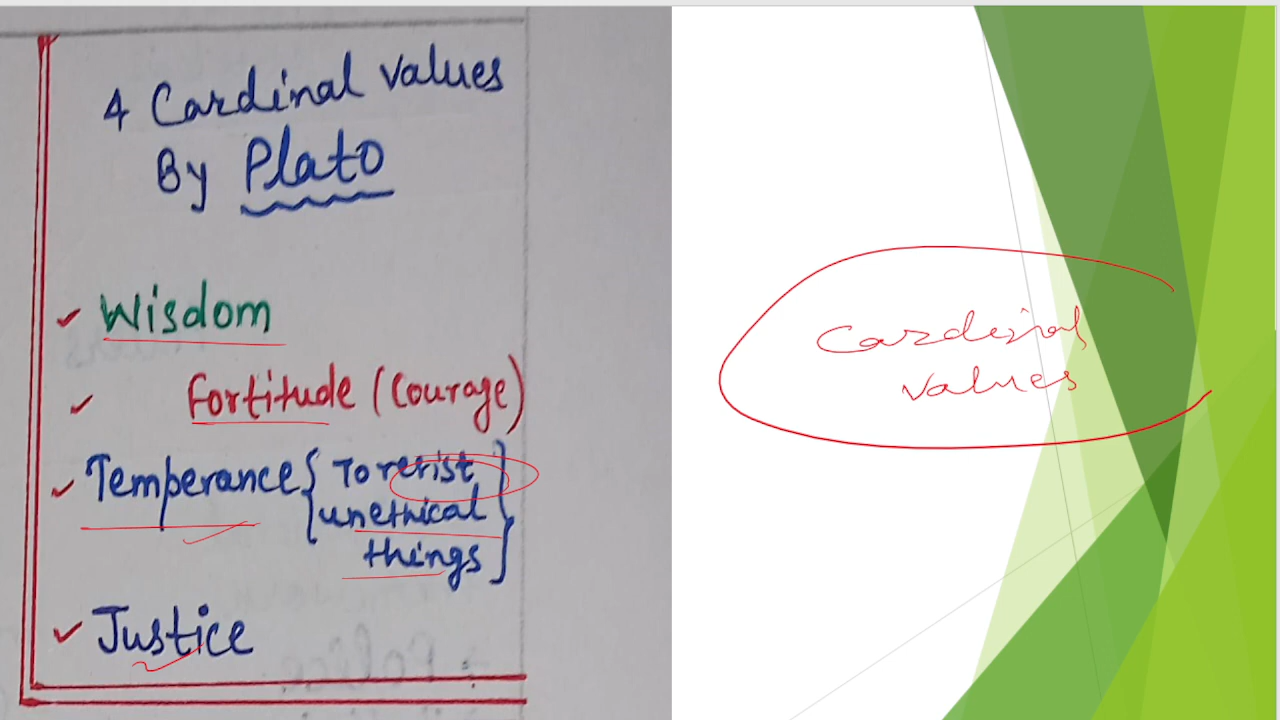 4 Cardinal values
By Plato
Wisdom
Fortitude (Courage)
Temperance { To resist }
{ unethical }
things }
Justice
Cardinal
values